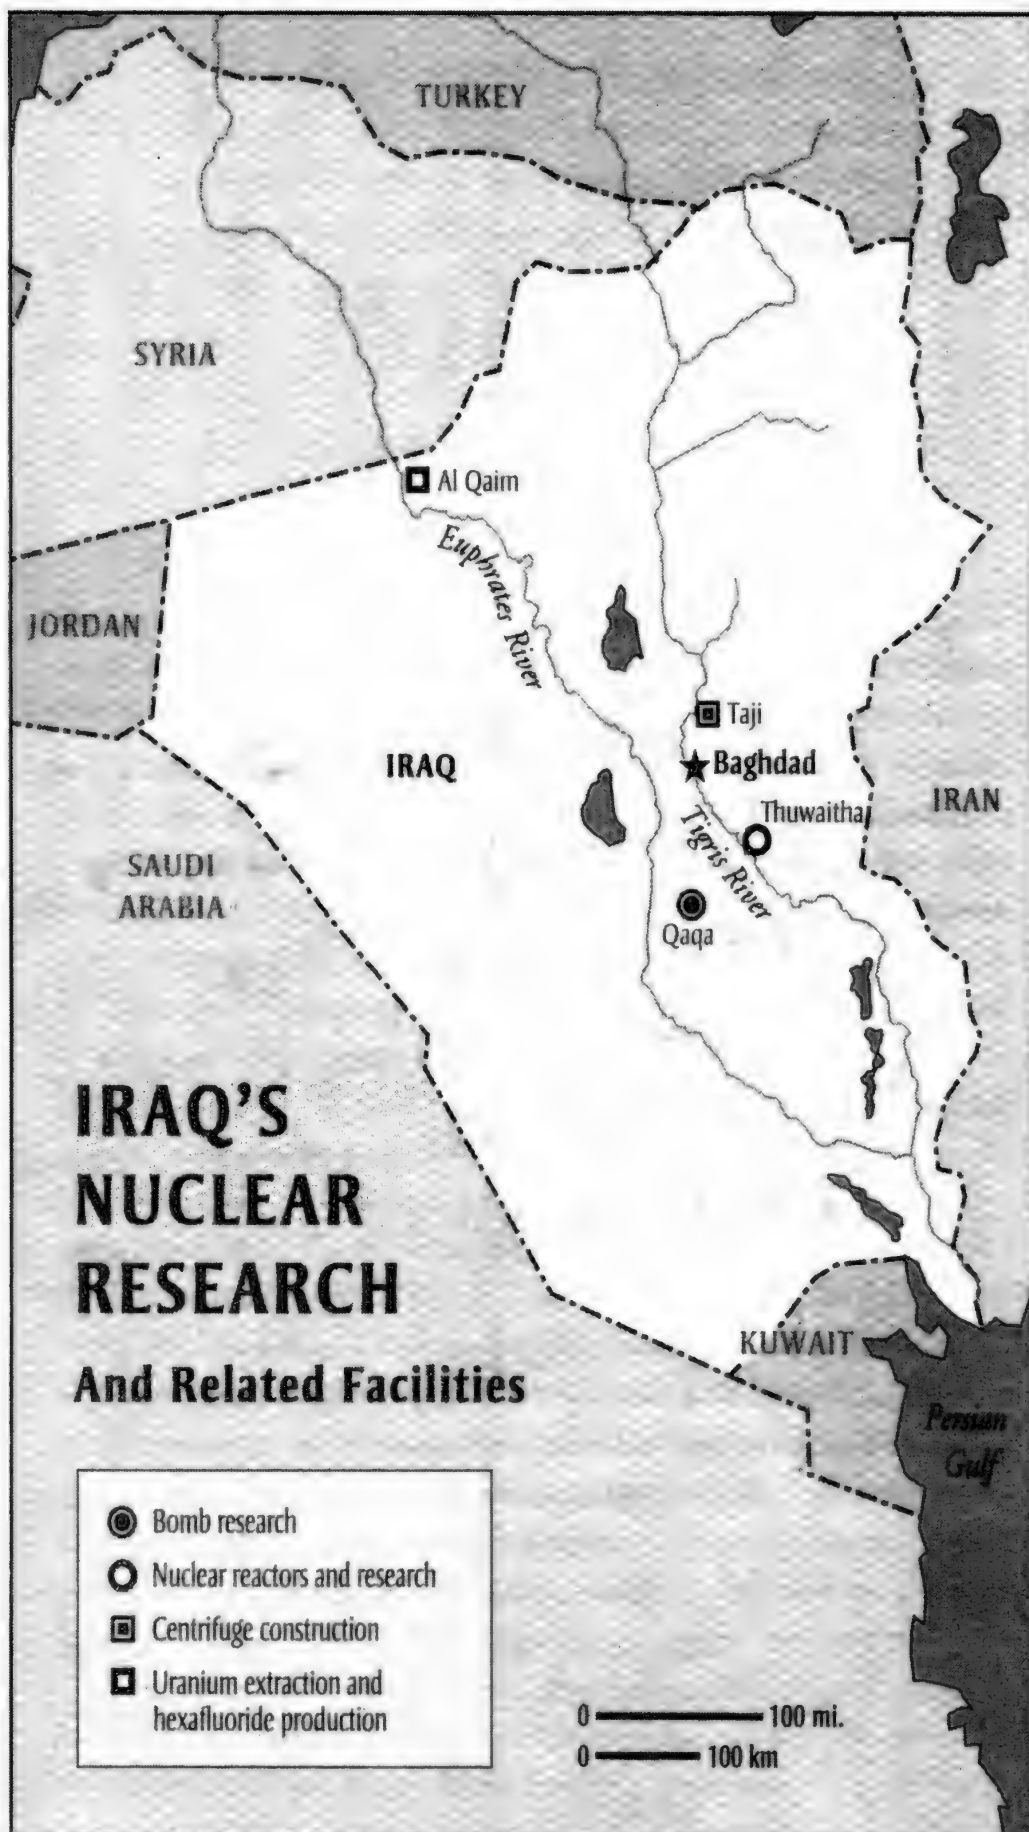 TURKEY
SYRIA
Al Qaim
Euphrates River
JORDAN
Taji
IRAQ
Baghdad
IRAN
Thuwaitha
Tigris River
SAUDI
ARABIA
Qaqa
IRAQ'S
NUCLEAR
RESEARCH
And Related Facilities
KUWAIT
Persian
Gulf
Bomb research
Nuclear reactors and research
Centrifuge construction
Uranium extraction and
hexafluoride production
0 100 mi.
0 100 km